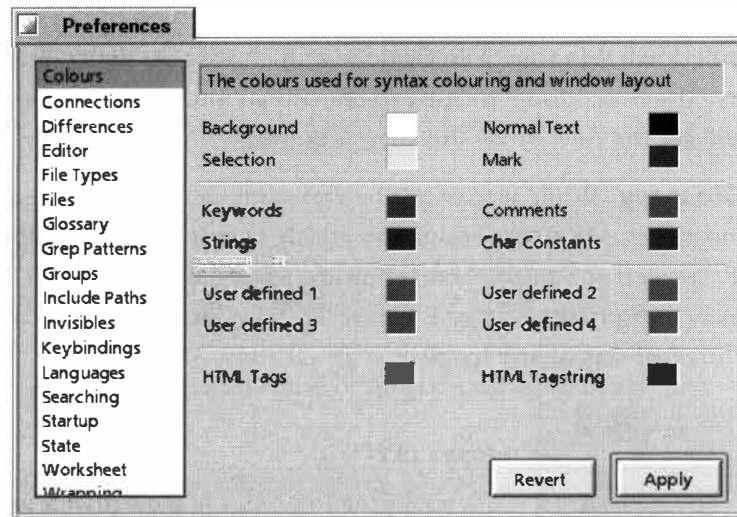 Preferences
Colours
Connections
Differences
Editor
File Types
Files
Glossary
Grep Patterns
Groups
Include Paths
Invisibles
Keybindings
Languages
Searching
Startup
State
Worksheet
Wrapping
The colours used for syntax colouring and window layout
Background
Normal Text
Selection
Mark
Keywords
Comments
Strings
Char Constants
User defined 1
User defined 2
User defined 3
User defined 4
HTML Tags
HTML Tagstring
Revert
Apply